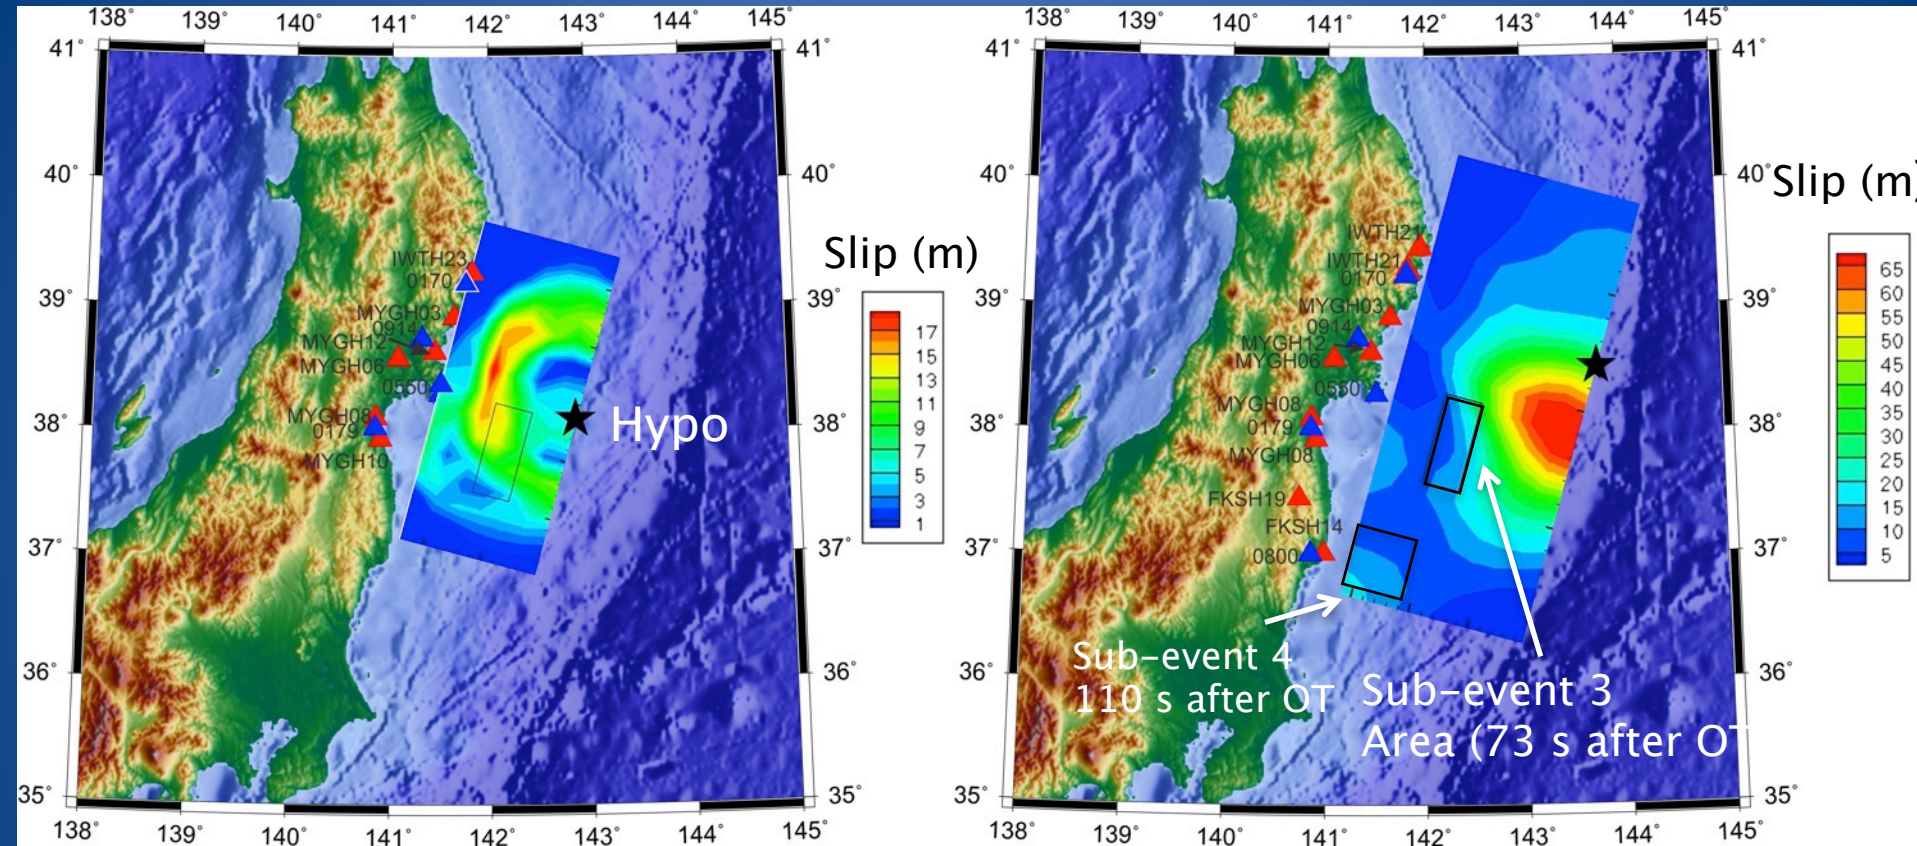 138° 139° 140° 141° 142° 143° 144° 145°
41° 41°
40° 40°
39° 39°
38° 38°
37° 37°
36° 36°
35° 35°
138° 139° 140° 141° 142° 143° 144° 145°
IWTH23
0170
MYGH03
0914
MYGH12
MYGH06
0550
MYGH08
0179
MYGH10
Hypo
Slip (m)
17
15
13
11
9
7
5
3
1
138° 139° 140° 141° 142° 143° 144° 145°
41° 41°
40° 40°
39° 39°
38° 38°
37° 37°
36° 36°
35° 35°
138° 139° 140° 141° 142° 143° 144° 145°
IWTH21
IWTH21
0170
MYGH03
0914
MYGH12
MYGH06
0550
MYGH08
0179
MYGH08
FKSH19
FKSH14
0800
Sub-event 4
110 s after OT
Sub-event 3
Area (73 s after OT
Slip (m)
65
60
55
50
45
40
35
30
25
20
15
10
5